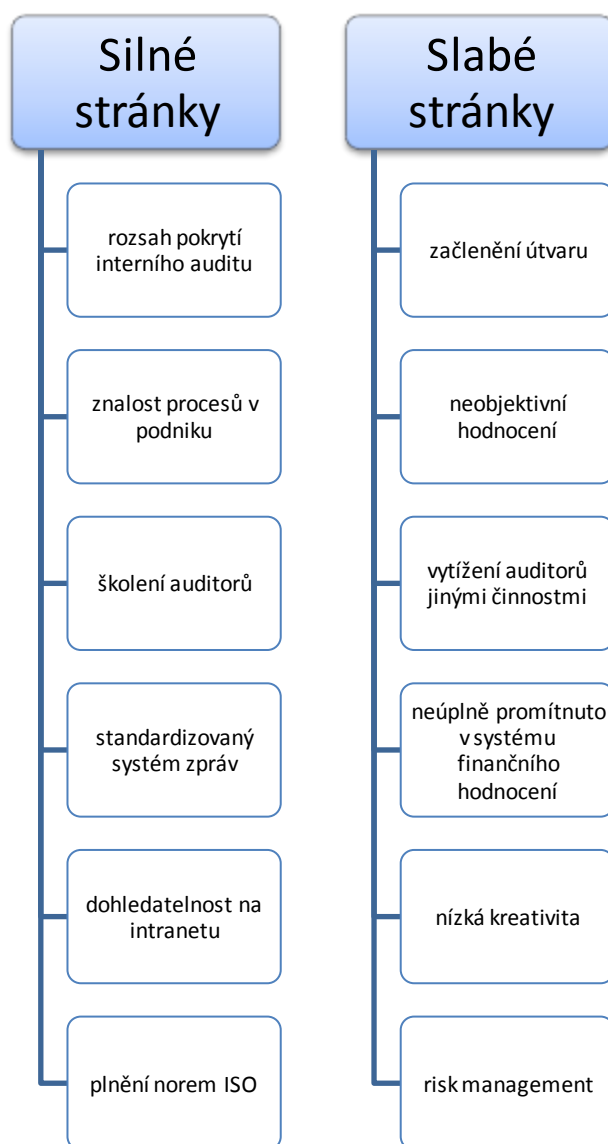 Silné
stránky
rozsah pokrytí
interního auditu
znalost procesů v
podniku
školení auditorů
standardizovaný
systém zpráv
dohledatelnost na
intranetu
plnění norem ISO
Slabé
stránky
začlenění útvaru
neobjektivní
hodnocení
vytížení auditorů
jinými činnostmi
neúplně promítnuto
v systému
finančního
hodnocení
nízká kreativita
risk management